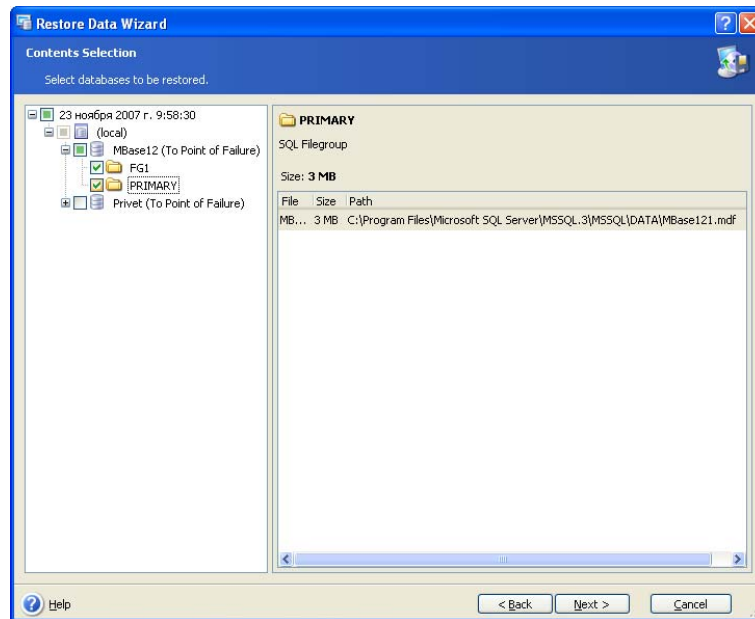 Restore Data Wizard
Contents Selection
Select databases to be restored.
23 ноября 2007 г. 9:58:30
(local)
MBase12 (To Point of Failure)
FG1
PRIMARY
Privet (To Point of Failure)
PRIMARY
SQL Filegroup
Size: 3 MB
File Size Path
MB... 3 MB C:\Program Files\Microsoft SQL Server\MSSQL.3\MSSQL\DATA\MBase121.mdf
Help
< Back
Next >
Cancel